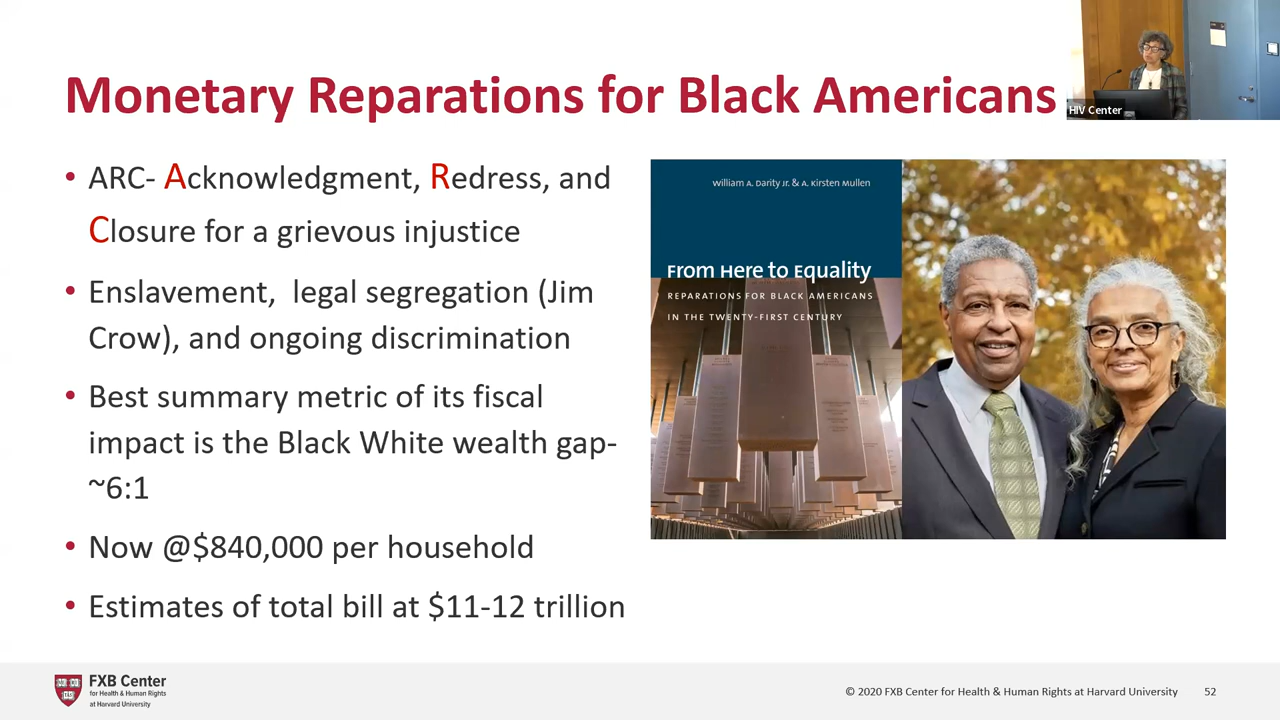 Monetary Reparations for Black Americans
HIV Center
• ARC- Acknowledgment, Redress, and
Closure for a grievous injustice
• Enslavement,  legal segregation (Jim
Crow), and ongoing discrimination
• Best summary metric of its fiscal
impact is the Black White wealth gap-
~6:1
• Now @$840,000 per household
• Estimates of total bill at $11-12 trillion
William A. Darity Jr. & A. Kirsten Mullen
From Here to Equality
REPARATIONS FOR BLACK AMERICANS
IN THE TWENTY-FIRST CENTURY
FXB Center
for Health & Human Rights
at Harvard University
© 2020 FXB Center for Health & Human Rights at Harvard University
52